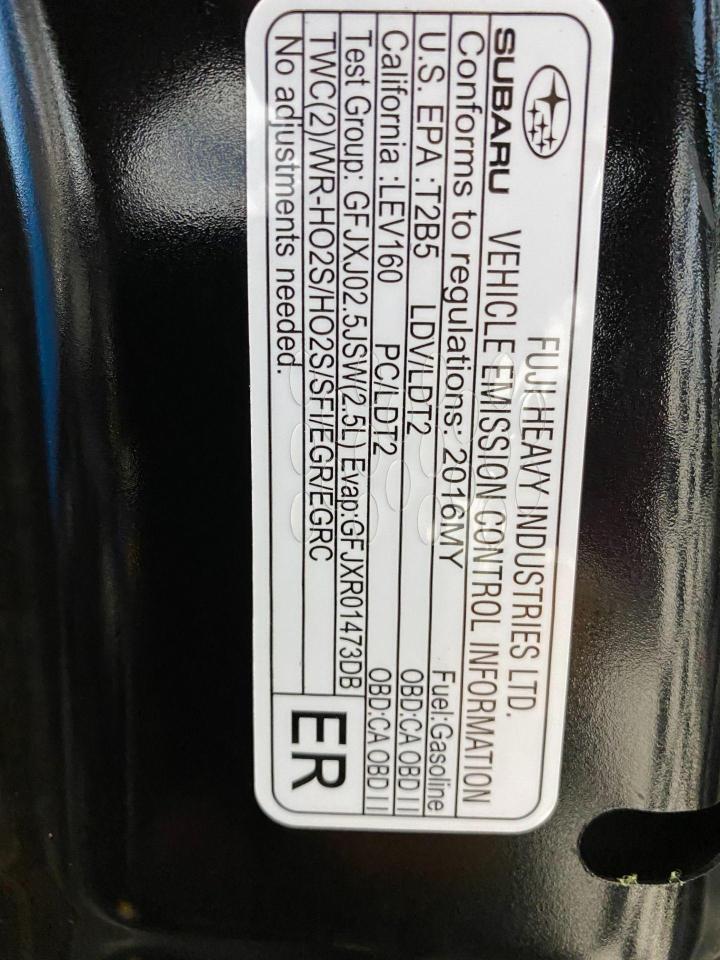 SUBARU
FUJI HEAVY INDUSTRIES LTD.
VEHICLE EMISSION CONTROL INFORMATION
Conforms to regulations: 2016MY Fuel:Gasoline
U.S. EPA :T2B5 LDV/LDT2 OBD:CA OBD II
California :LEV160 PC/LDT2 OBD:CA OBD II
Test Group: GFJXJ02.5JSW(2.5L) Evap:GFJXR01473DB
TWC(2)/WR-HO2S/HO2S/SFI/EGR/EGRC
No adjustments needed.
ER